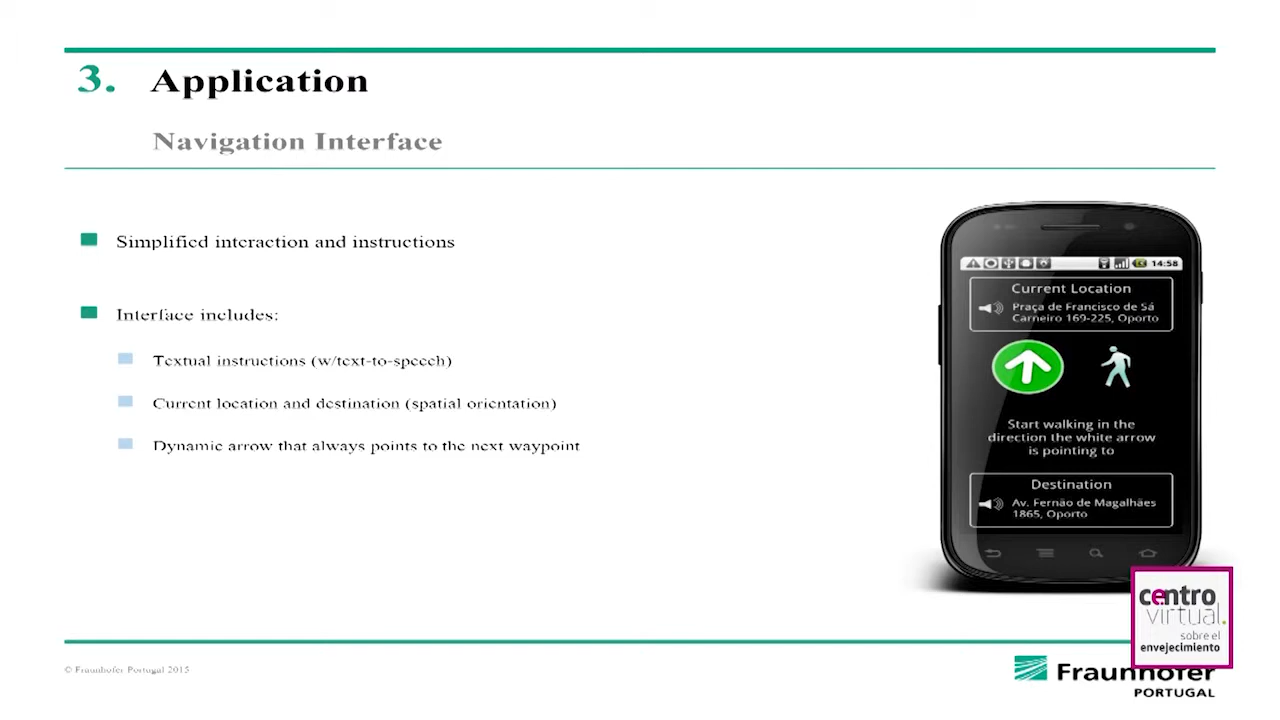 3. Application
Navigation Interface
Simplified interaction and instructions
Interface includes:
Textual instructions (w/text-to-speech)
Current location and destination (spatial orientation)
Dynamic arrow that always points to the next waypoint
14:58
Current Location
Praça de Francisco de Sá
Carneiro 169-225, Oporto
Start walking in the
direction the white arrow
is pointing to
Destination
Av. Fernão de Magalhães
1865, Oporto
centro
virtual.
sobre el
envejecimiento
© Fraunhofer Portugal 2015
Fraunhofer
PORTUGAL